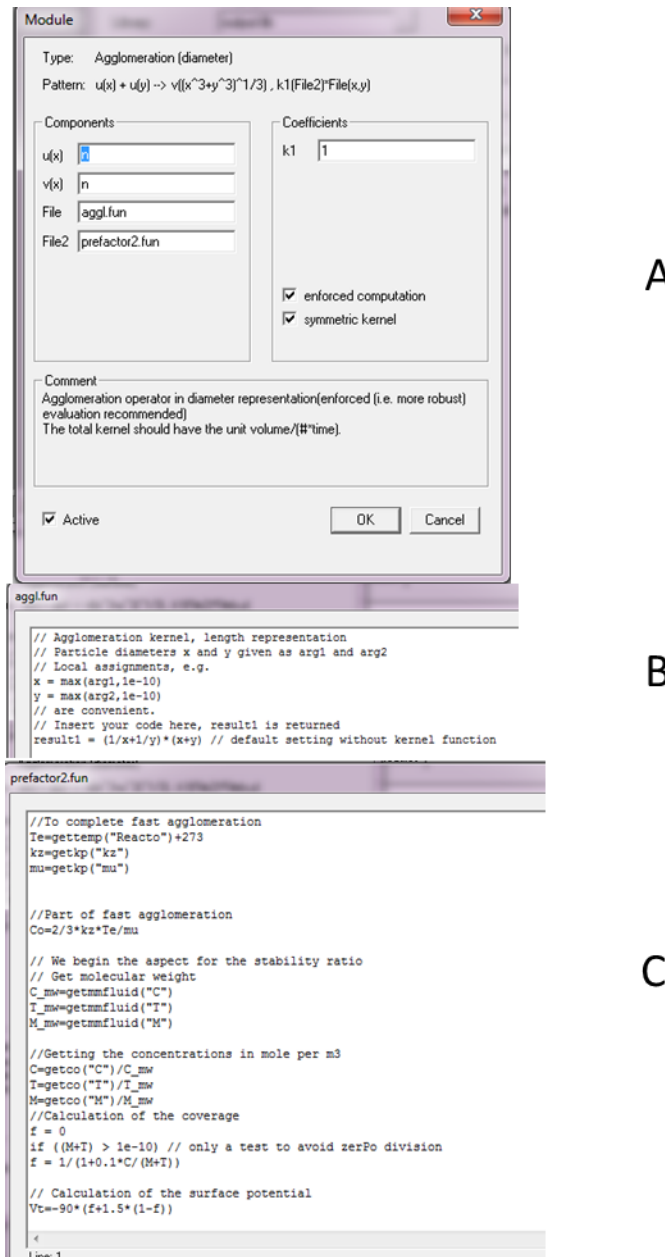 Module
Type: Agglomeration (diameter)
Pattern: u(x) + u(y) --> v((x^3+y^3)^1/3) , k1(File2)*File(x,y)
Components
u(x) n
v(x) n
File aggl.fun
File2 prefactor2.fun
Coefficients
k1 1
enforced computation
symmetric kernel
Comment
Agglomeration operator in diameter representation(enforced (i.e. more robust)
evaluation recommended)
The total kernel should have the unit volume/(#*time).
Active
OK Cancel
A
aggl.fun
// Agglomeration kernel, length representation
// Particle diameters x and y given as arg1 and arg2
// Local assignments, e.g.
x = max(arg1,1e-10)
y = max(arg2,1e-10)
// are convenient.
// Insert your code here, result1 is returned
result1 = (1/x+1/y)*(x+y) // default setting without kernel function
B
prefactor2.fun
//To complete fast agglomeration
Te=gettemp("Reacto")+273
kz=getkp("kz")
mu=getkp("mu")
//Part of fast agglomeration
Co=2/3*kz*Te/mu
// We begin the aspect for the stability ratio
// Get molecular weight
C_mw=getmmfluid("C")
T_mw=getmmfluid("T")
M_mw=getmmfluid("M")
//Getting the concentrations in mole per m3
C=getco("C")/C_mw
T=getco("T")/T_mw
M=getco("M")/M_mw
//Calculation of the coverage
f = 0
if ((M+T) > 1e-10) // only a test to avoid zerPo division
f = 1/(1+0.1*C/(M+T))
// Calculation of the surface potential
Vt=-90*(f+1.5*(1-f))
C
Line: 1